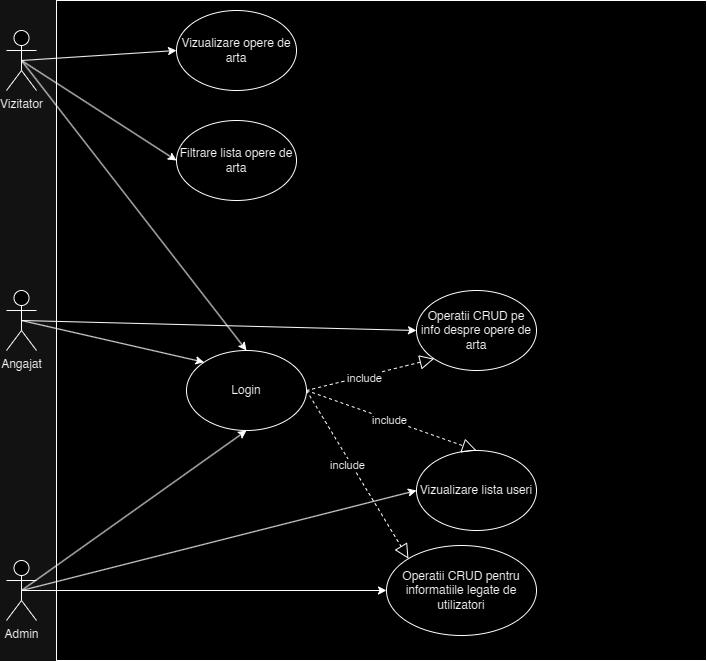 Vizualizare opere de
arta
Vizitator
Filtrare lista opere de
arta
Operatii CRUD pe
info despre opere de
arta
Angajat
include
Login
include
include
Vizualizare lista useri
Operatii CRUD pentru
informatiile legate de
utilizatori
Admin